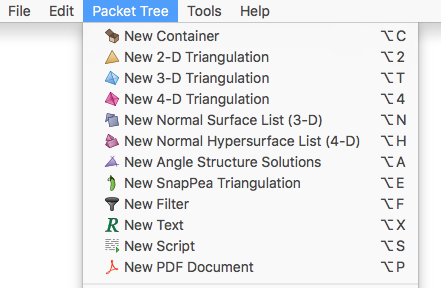 File Edit Packet Tree Tools Help
New Container ⌥C
New 2-D Triangulation ⌥2
New 3-D Triangulation ⌥T
New 4-D Triangulation ⌥4
New Normal Surface List (3-D) ⌥N
New Normal Hypersurface List (4-D) ⌥H
New Angle Structure Solutions ⌥A
New SnapPea Triangulation ⌥E
New Filter ⌥F
New Text ⌥X
New Script ⌥S
New PDF Document ⌥P